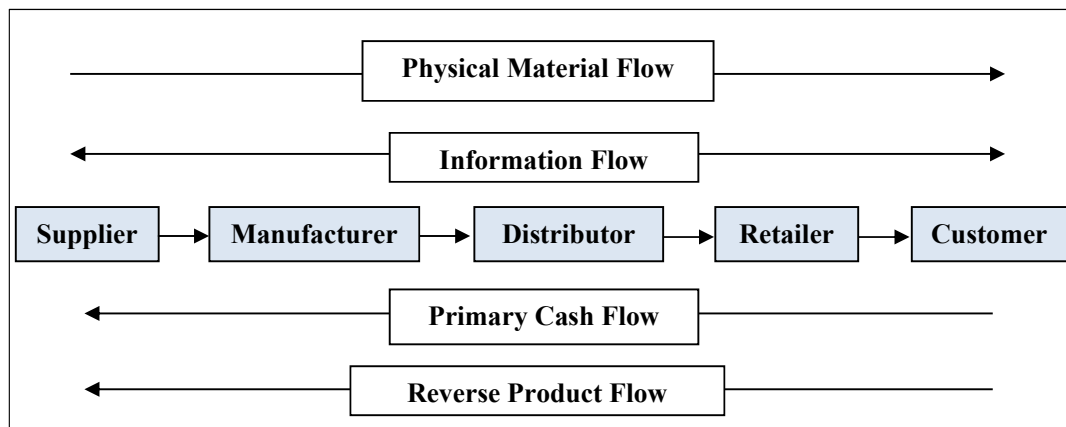 Physical Material Flow
Information Flow
Supplier
Manufacturer
Distributor
Retailer
Customer
Primary Cash Flow
Reverse Product Flow